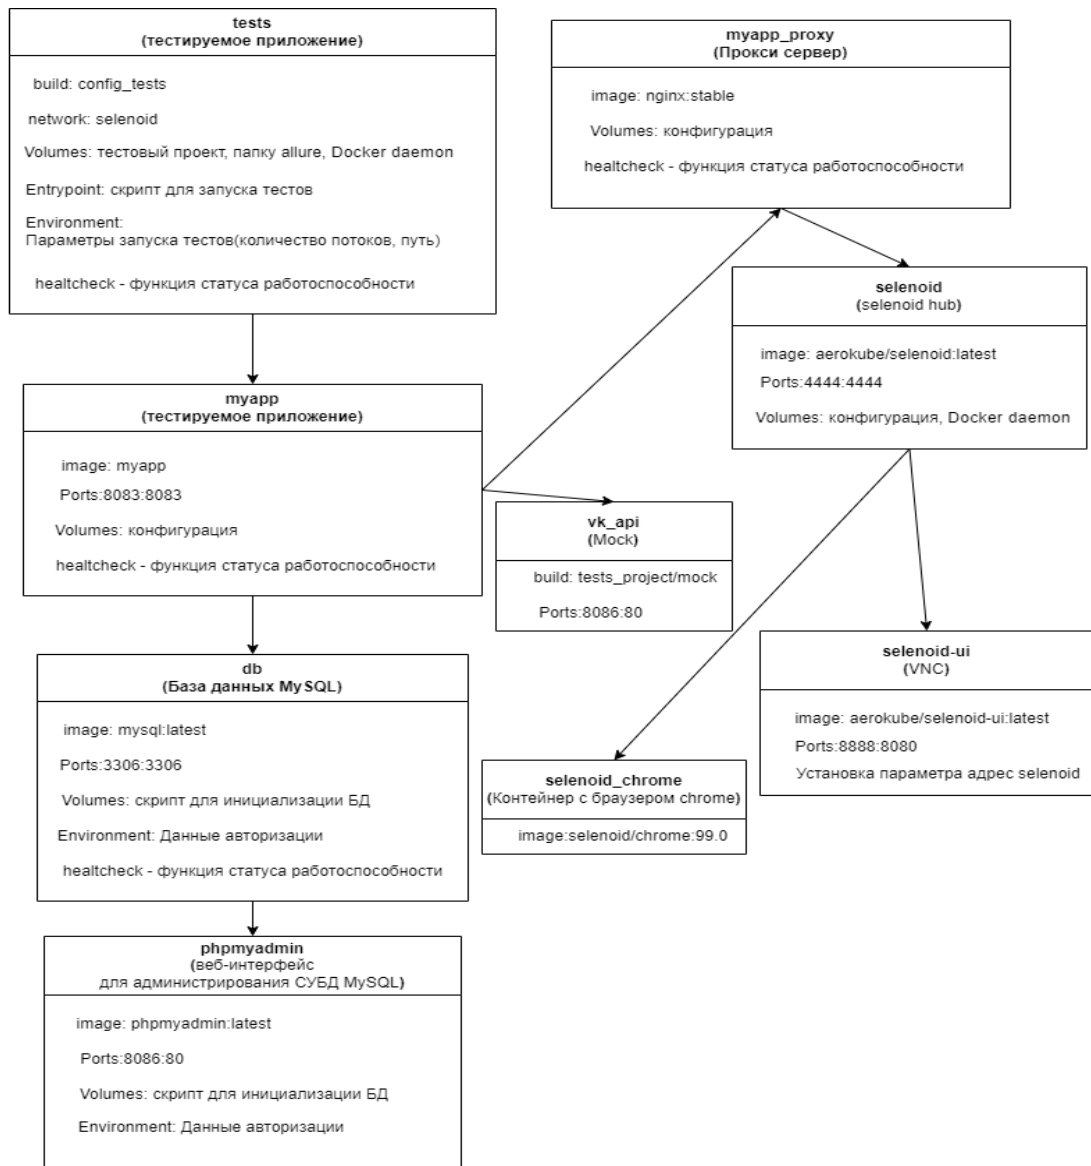 tests
(тестируемое приложение)
build: config_tests
network: selenoid
Volumes: тестовый проект, папку allure, Docker daemon
Entrypoint: скрипт для запуска тестов
Environment:
Параметры запуска тестов(количество потоков, путь)
healtcheck - функция статуса работоспособности
myapp_proxy
(Прокси сервер)
image: nginx:stable
Volumes: конфигурация
healtcheck - функция статуса работоспособности
selenoid
(selenoid hub)
image: aerokube/selenoid:latest
Ports:4444:4444
Volumes: конфигурация, Docker daemon
myapp
(тестируемое приложение)
image: myapp
Ports:8083:8083
Volumes: конфигурация
healtcheck - функция статуса работоспособности
vk_api
(Mock)
build: tests_project/mock
Ports:8086:80
db
(База данных MySQL)
image: mysql:latest
Ports:3306:3306
Volumes: скрипт для инициализации БД
Environment: Данные авторизации
healtcheck - функция статуса работоспособности
selenoid-ui
(VNC)
image: aerokube/selenoid-ui:latest
Ports:8888:8080
Установка параметра адрес selenoid
selenoid_chrome
(Контейнер с браузером chrome)
image:selenoid/chrome:99.0
phpmyadmin
(веб-интерфейс
для администрирования СУБД MySQL)
image: phpmyadmin:latest
Ports:8086:80
Volumes: скрипт для инициализации БД
Environment: Данные авторизации